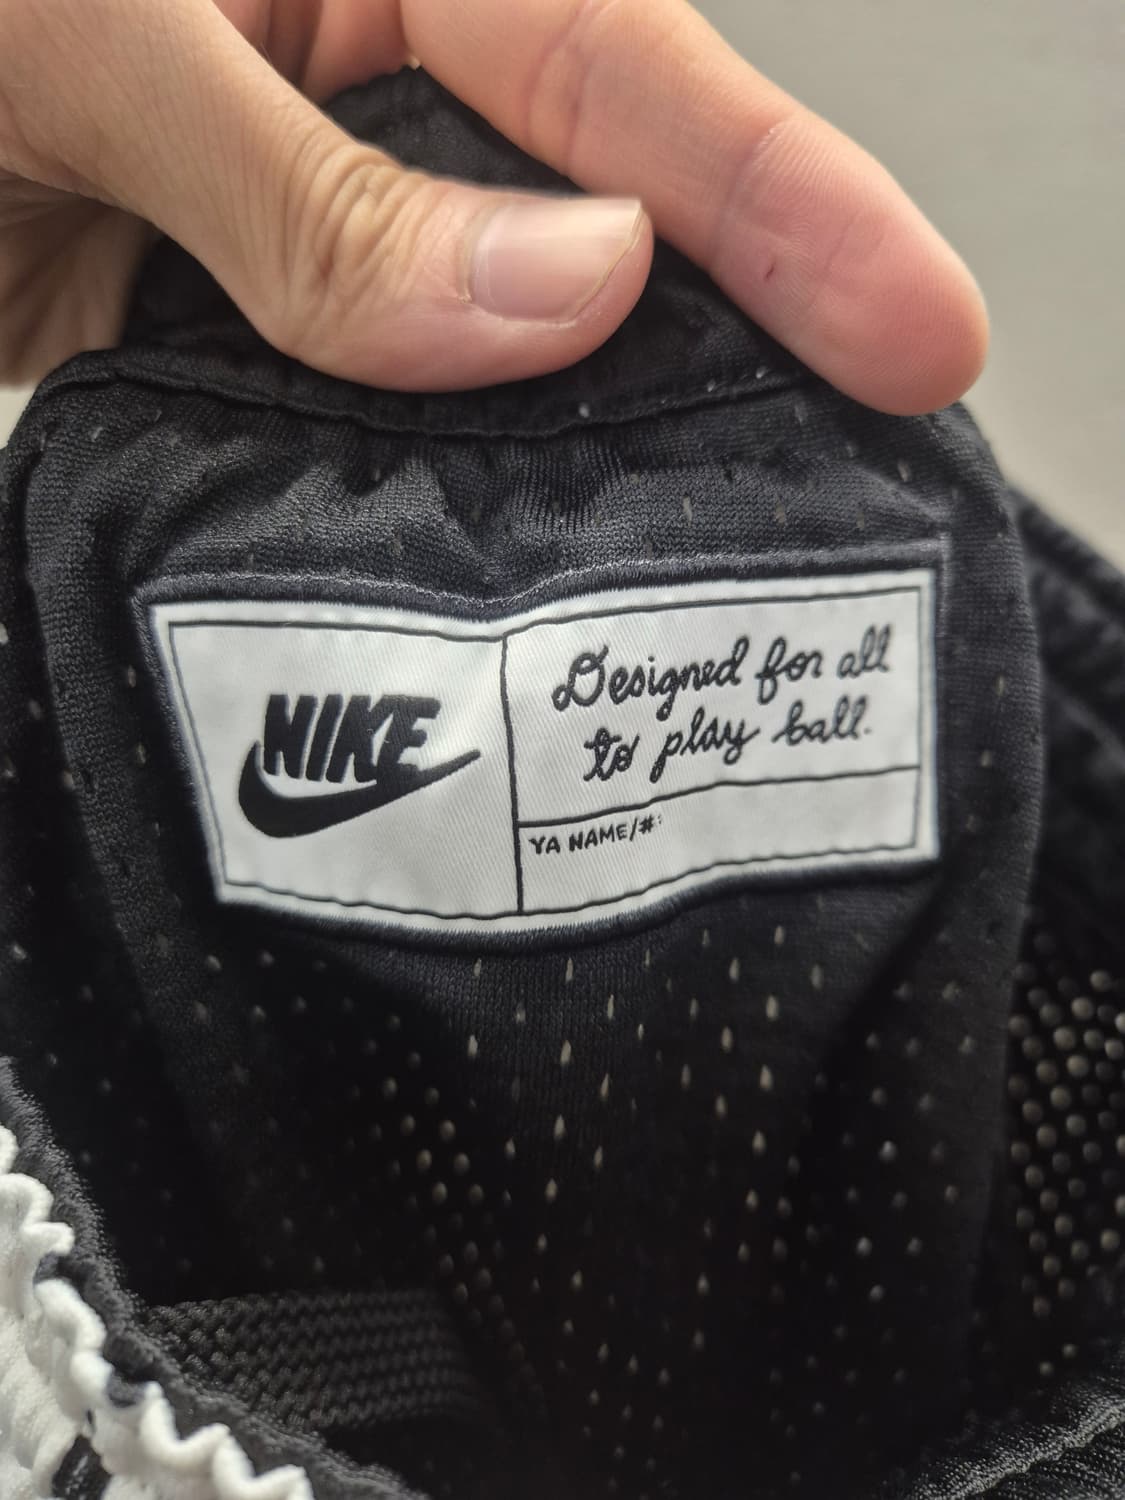 NIKE
Designed for all
to play ball.
YA NAME/#: